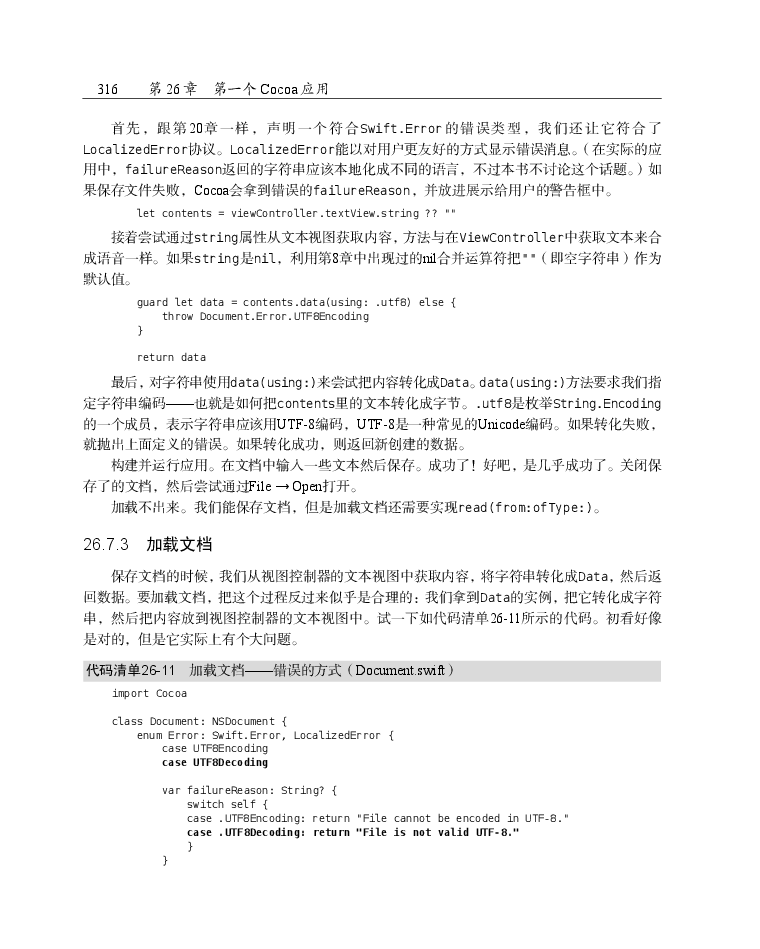 316 第 26 章 第一个 Cocoa 应用
首先，跟第20章一样，声明一个符合Swift.Error的错误类型，我们还让它符合了
LocalizedError协议。LocalizedError能以对用户更友好的方式显示错误消息。（在实际的应
用中，failureReason返回的字符串应该本地化成不同的语言，不过本书不讨论这个话题。）如
果保存文件失败，Cocoa会拿到错误的failureReason，并放进展示给用户的警告框中。
let contents = viewController.textView.string ?? ""
接着尝试通过string属性从文本视图获取内容，方法与在ViewController中获取文本来合
成语音一样。如果string是nil，利用第8章中出现过的nil合并运算符把""（即空字符串）作为
默认值。
guard let data = contents.data(using: .utf8) else {
throw Document.Error.UTF8Encoding
}
return data
最后，对字符串使用data(using:)来尝试把内容转化成Data。data(using:)方法要求我们指
定字符串编码——也就是如何把contents里的文本转化成字节。.utf8是枚举String.Encoding
的一个成员，表示字符串应该用UTF-8编码，UTF-8是一种常见的Unicode编码。如果转化失败，
就抛出上面定义的错误。如果转化成功，则返回新创建的数据。
构建并运行应用。在文档中输入一些文本然后保存。成功了！好吧，是几乎成功了。关闭保
存了的文档，然后尝试通过File → Open打开。
加载不出来。我们能保存文档，但是加载文档还需要实现read(from:ofType:)。
26.7.3 加载文档
保存文档的时候，我们从视图控制器的文本视图中获取内容，将字符串转化成Data，然后返
回数据。要加载文档，把这个过程反过来似乎是合理的：我们拿到Data的实例，把它转化成字符
串，然后把内容放到视图控制器的文本视图中。试一下如代码清单26-11所示的代码。初看好像
是对的，但是它实际上有个大问题。
代码清单26-11 加载文档——错误的方式（Document.swift）
import Cocoa
class Document: NSDocument {
enum Error: Swift.Error, LocalizedError {
case UTF8Encoding
case UTF8Decoding
var failureReason: String? {
switch self {
case .UTF8Encoding: return "File cannot be encoded in UTF-8."
case .UTF8Decoding: return "File is not valid UTF-8."
}
}